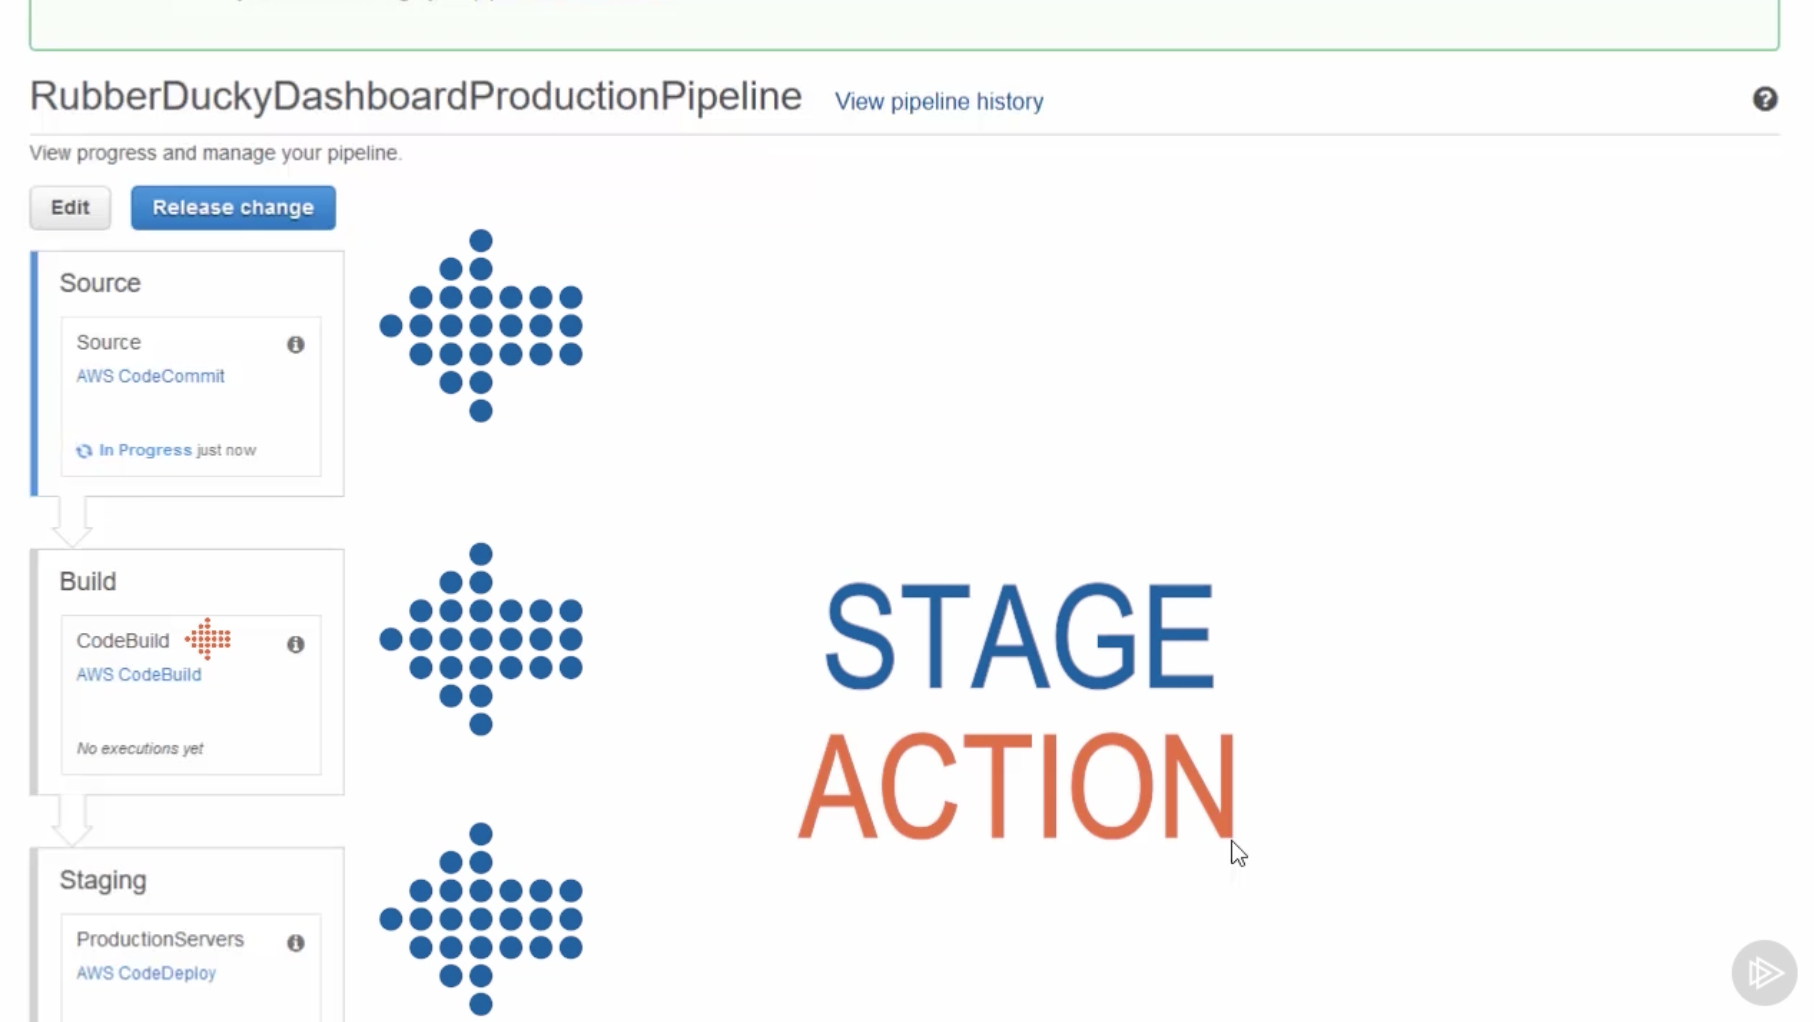 RubberDuckyDashboardProductionPipeline View pipeline history
View progress and manage your pipeline.
Edit Release change
Source
Source
AWS CodeCommit
In Progress just now
Build
CodeBuild
AWS CodeBuild
No executions yet
STAGE
ACTION
Staging
ProductionServers
AWS CodeDeploy